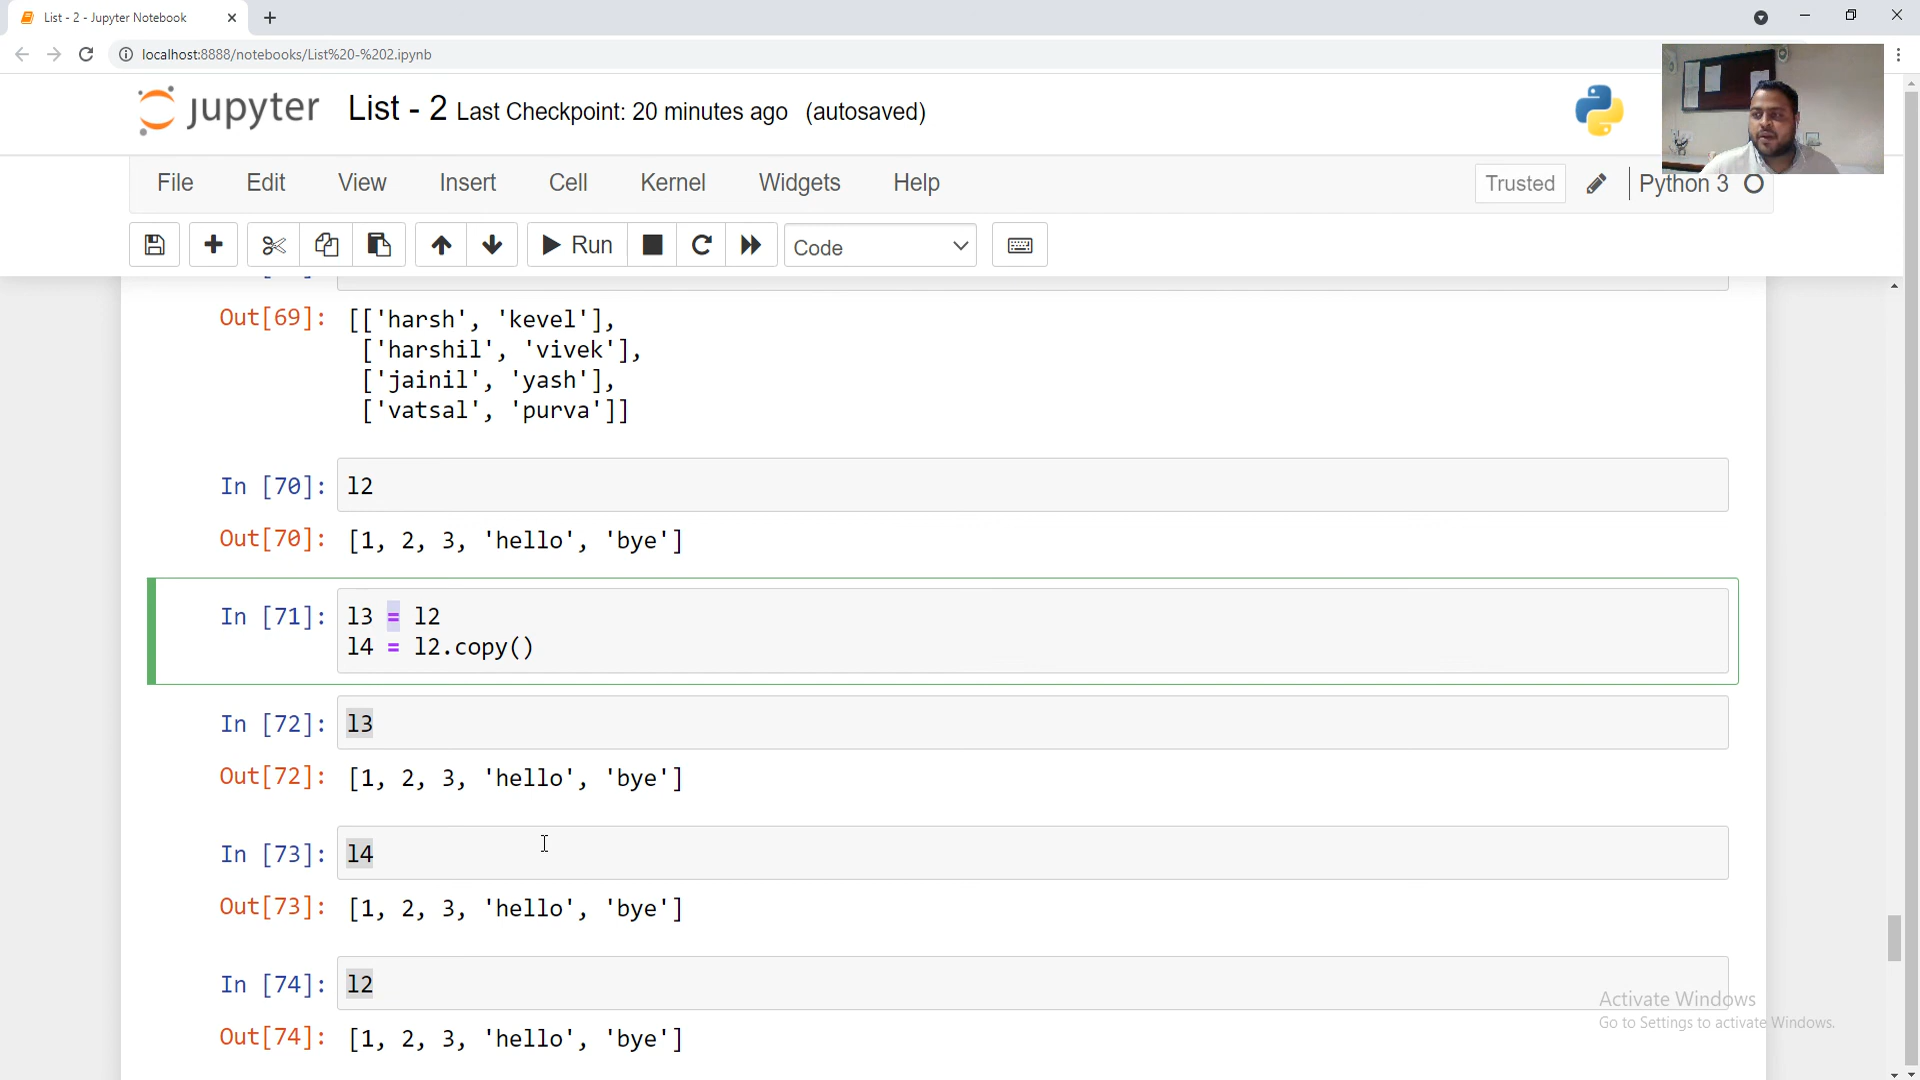 List - 2 - Jupyter Notebook
localhost:8888/notebooks/List%20-%202.ipynb
jupyter List - 2 Last Checkpoint: 20 minutes ago (autosaved)
File Edit View Insert Cell Kernel Widgets Help Trusted Python 3
Run Code
Out[69]: [['harsh', 'kevel'],
['harshil', 'vivek'],
['jainil', 'yash'],
['vatsal', 'purva']]
In [70]: l2
Out[70]: [1, 2, 3, 'hello', 'bye']
In [71]: l3 = l2
l4 = l2.copy()
In [72]: l3
Out[72]: [1, 2, 3, 'hello', 'bye']
In [73]: l4
Out[73]: [1, 2, 3, 'hello', 'bye']
In [74]: l2
Out[74]: [1, 2, 3, 'hello', 'bye']
Activate Windows
Go to Settings to activate Windows.